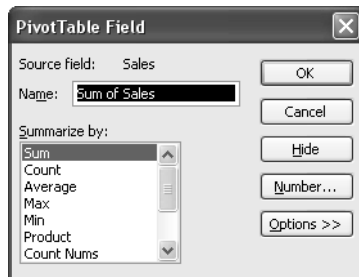 PivotTable Field
Source field: Sales
Name: Sum of Sales
Summarize by:
Sum
Count
Average
Max
Min
Product
Count Nums
OK
Cancel
Hide
Number...
Options >>